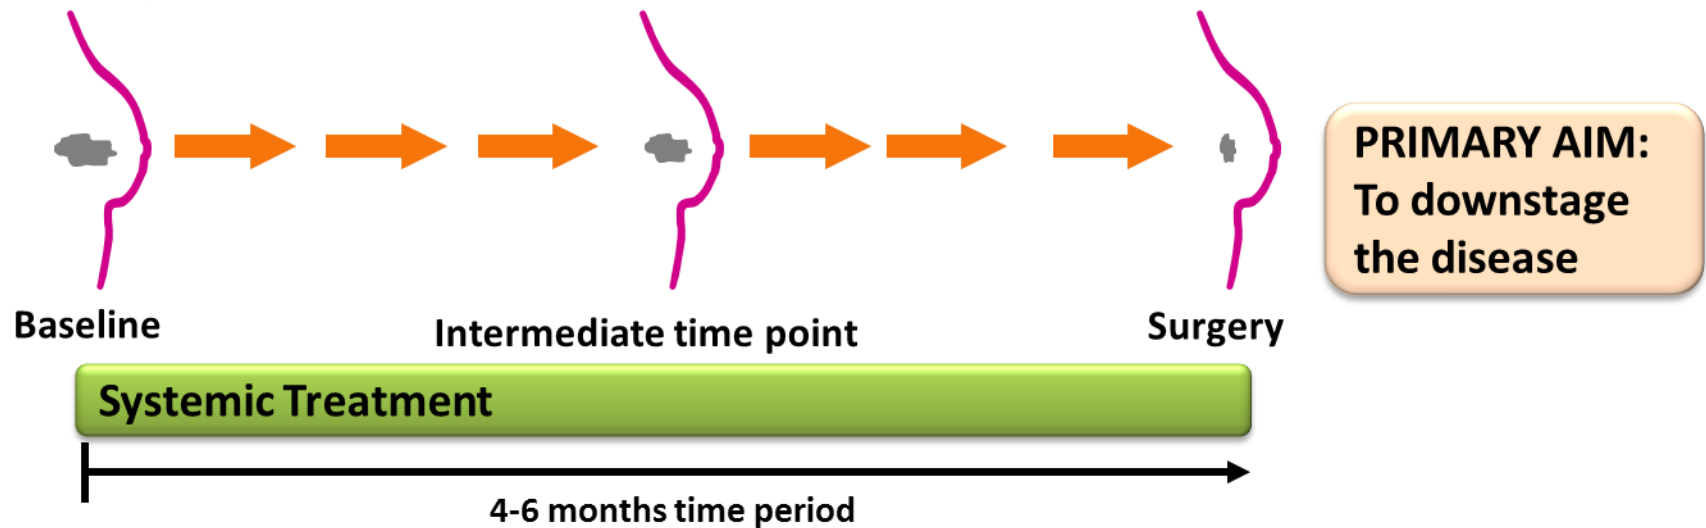 PRIMARY AIM:
To downstage
the disease
Baseline
Intermediate time point
Surgery
Systemic Treatment
4-6 months time period